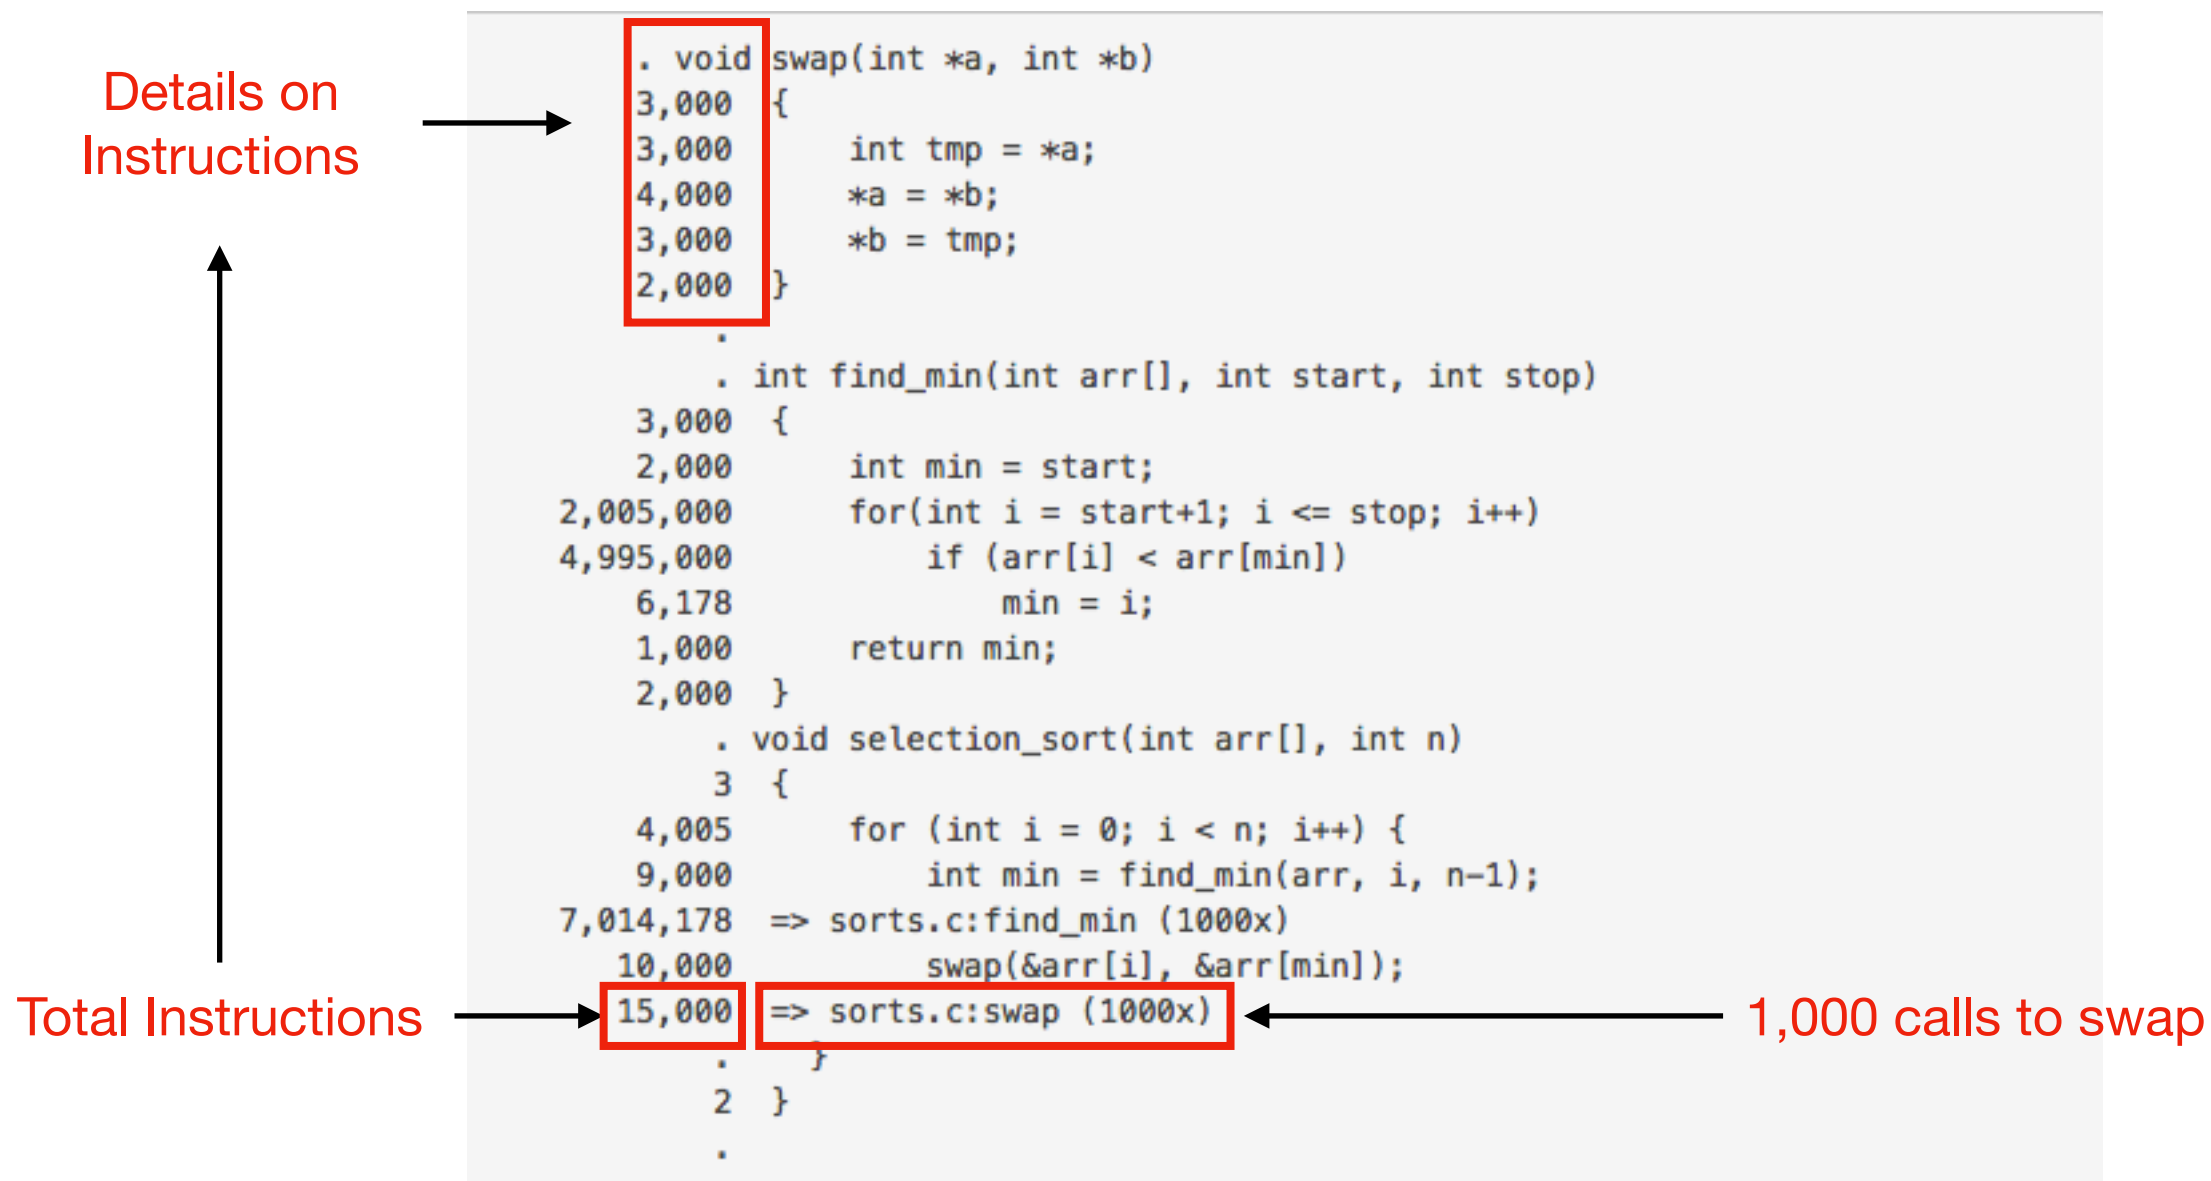 Details on
Instructions
. void swap(int *a, int *b)
3,000 {
3,000 int tmp = *a;
4,000 *a = *b;
3,000 *b = tmp;
2,000 }
.
. int find_min(int arr[], int start, int stop)
3,000 {
2,000 int min = start;
2,005,000 for(int i = start+1; i <= stop; i++)
4,995,000 if (arr[i] < arr[min])
6,178 min = i;
1,000 return min;
2,000 }
. void selection_sort(int arr[], int n)
3 {
4,005 for (int i = 0; i < n; i++) {
9,000 int min = find_min(arr, i, n-1);
7,014,178 => sorts.c:find_min (1000x)
10,000 swap(&arr[i], &arr[min]);
Total Instructions
15,000 => sorts.c:swap (1000x)
1,000 calls to swap
. }
2 }
.